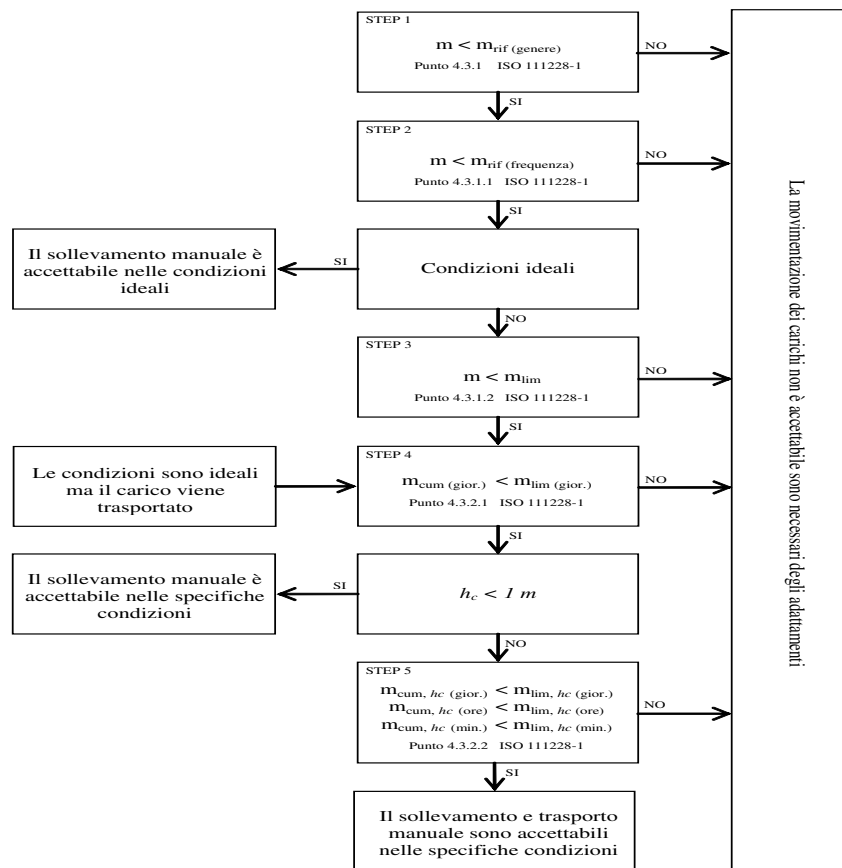 STEP 1
m < mrif (genere)
Punto 4.3.1 ISO 111228-1
NO
SI
STEP 2
m < mrif (frequenza)
Punto 4.3.1.1 ISO 111228-1
NO
SI
Il sollevamento manuale è
accettabile nelle condizioni
ideali
SI
Condizioni ideali
NO
STEP 3
m < mlim
Punto 4.3.1.2 ISO 111228-1
NO
SI
Le condizioni sono ideali
ma il carico viene
trasportato
STEP 4
mcum (gior.) < mlim (gior.)
Punto 4.3.2.1 ISO 111228-1
NO
SI
Il sollevamento manuale è
accettabile nelle specifiche
condizioni
SI
hc < 1 m
NO
STEP 5
mcum, hc (gior.) < mlim, hc (gior.)
mcum, hc (ore) < mlim, hc (ore)
mcum, hc (min.) < mlim, hc (min.)
Punto 4.3.2.2 ISO 111228-1
NO
SI
Il sollevamento e trasporto
manuale sono accettabili
nelle specifiche condizioni
La movimentazione dei carichi non è accettabile sono necessari degli adattamenti